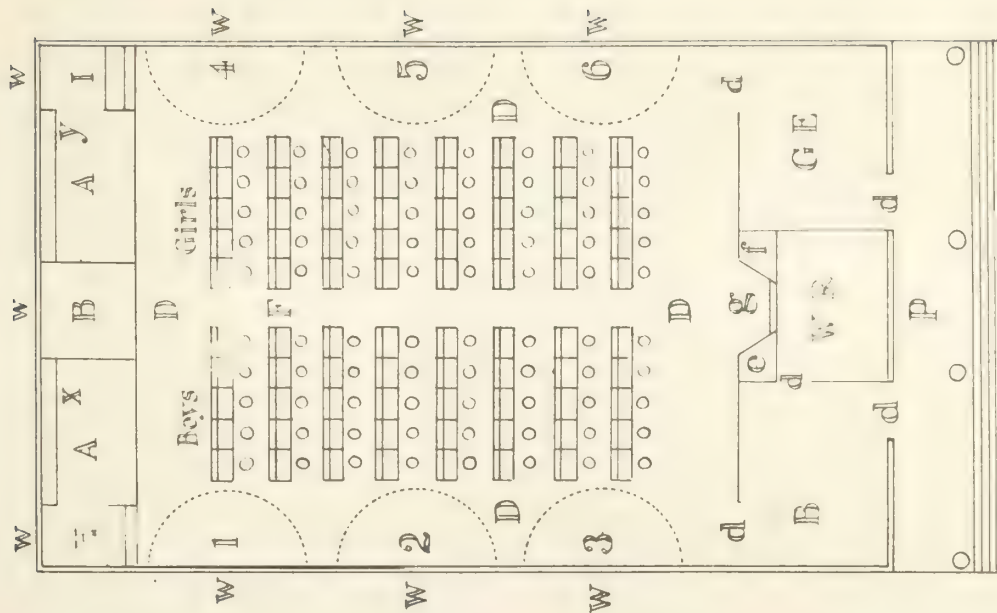 W W W
A x B A y I
D
Boys Girls
W 1 4 W
F
W 2 5 W
D D
W 3 6 W
D
d d
e g f
d
B W R G E
d d
P